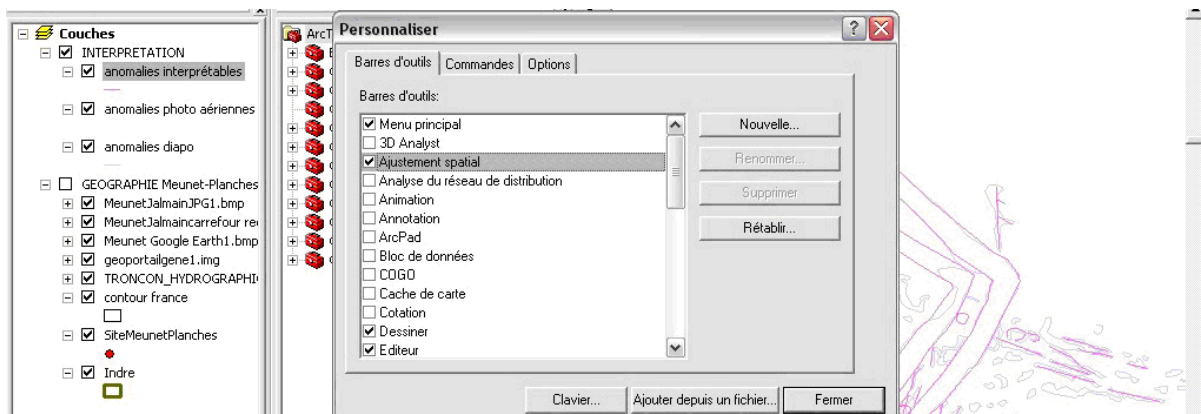 Couches
INTERPRETATION
anomalies interprétables
anomalies photo aériennes
anomalies diapo
GEOGRAPHIE Meunet-Planches
MeunetJalmainJPG1.bmp
MeunetJalmaincarrefour re
Meunet Google Earth1.bmp
geoportailgene1.img
TRONCON_HYDROGRAPHI
contour france
SiteMeunetPlanches
Indre
ArcT
Personnaliser
Barres d'outils
Commandes
Options
Barres d'outils:
Menu principal
3D Analyst
Ajustement spatial
Analyse du réseau de distribution
Animation
Annotation
ArcPad
Bloc de données
COGO
Cache de carte
Cotation
Dessiner
Editeur
Nouvelle...
Renommer...
Supprimer
Rétablir...
Clavier...
Ajouter depuis un fichier...
Fermer